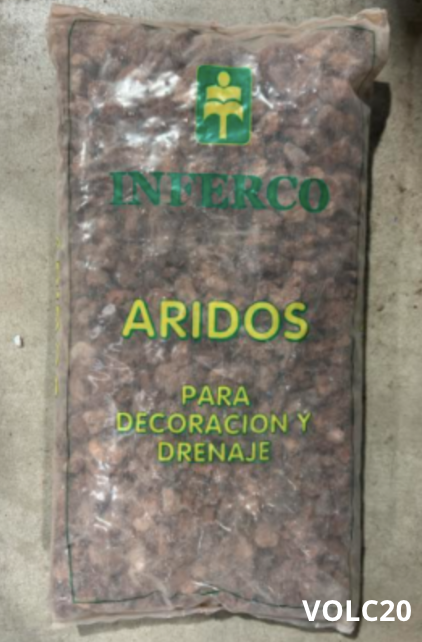 INFERCO
ARIDOS
PARA
DECORACION Y
DRENAJE
VOLC20